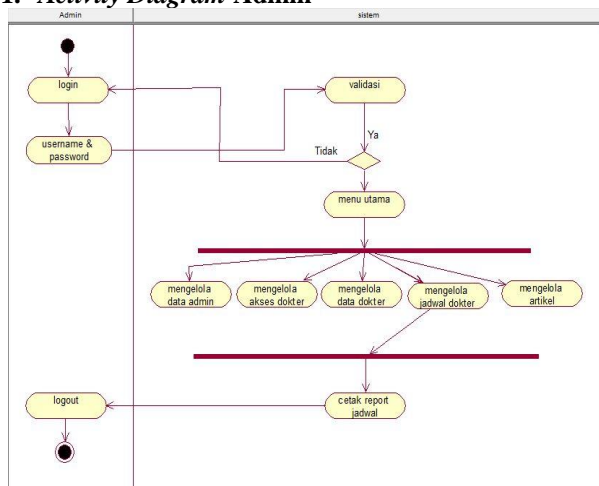 1. Activity Diagram Admin
Admin
sistem
login
validasi
username &
password
Ya
Tidak
menu utama
mengelola
data admin
mengelola
akses dokter
mengelola
data dokter
mengelola
jadwal dokter
mengelola
artikel
logout
cetak report
jadwal